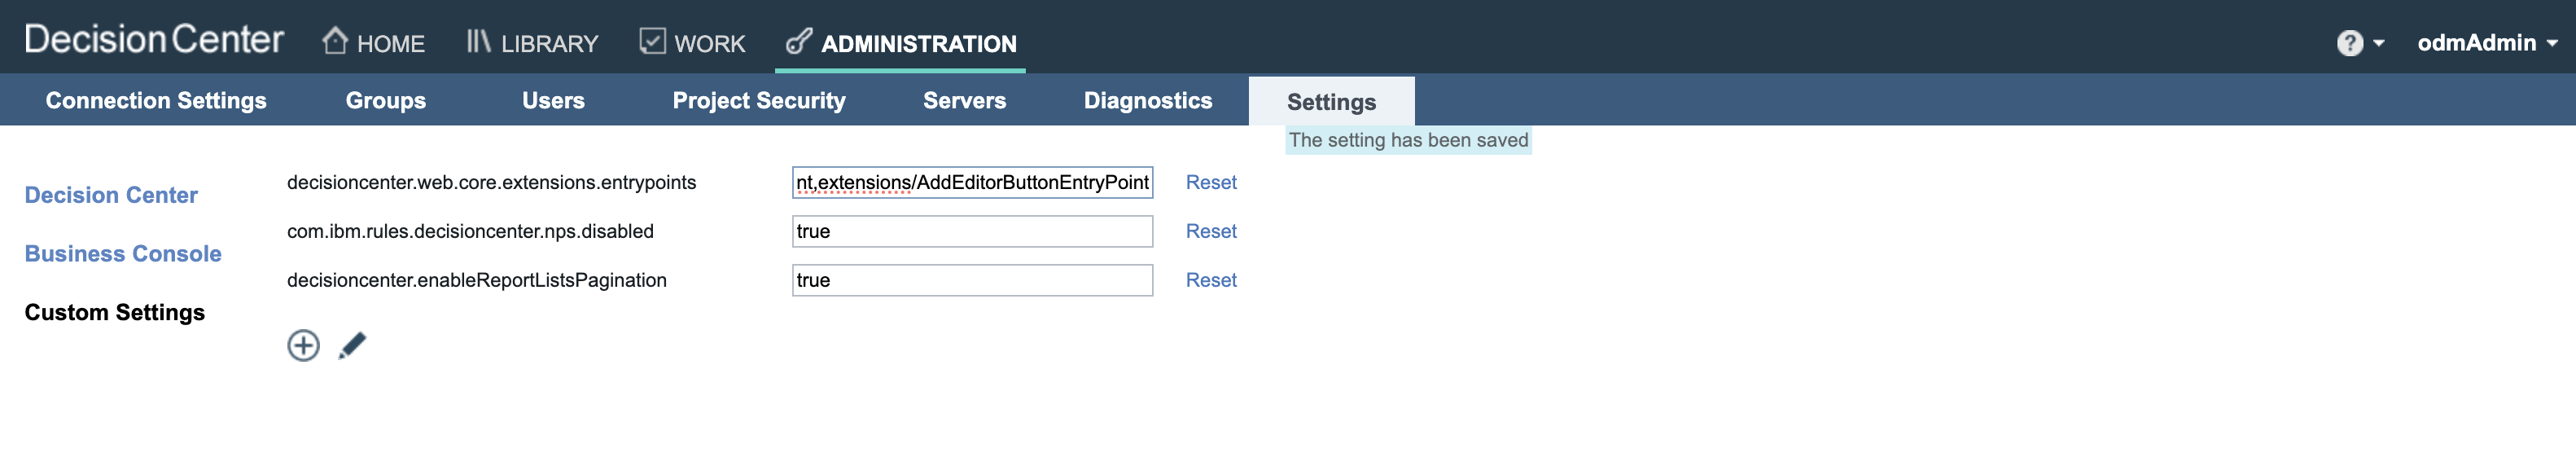 Decision Center HOME LIBRARY WORK ADMINISTRATION ? odmAdmin
Connection Settings Groups Users Project Security Servers Diagnostics Settings
The setting has been saved
decisioncenter.web.core.extensions.entrypoints nt,extensions/AddEditorButtonEntryPoint Reset
Decision Center
com.ibm.rules.decisioncenter.nps.disabled true Reset
Business Console
decisioncenter.enableReportListsPagination true Reset
Custom Settings